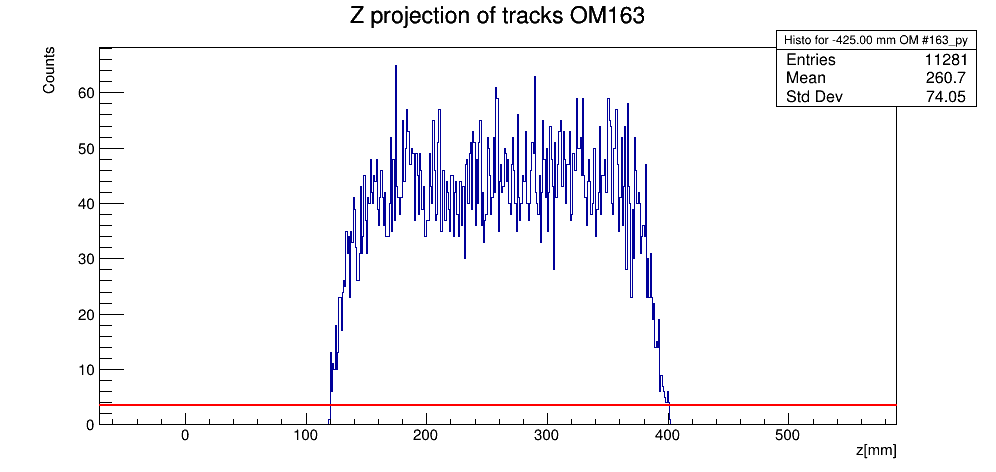 Z projection of tracks OM163
Histo for -425.00 mm OM #163_py
Entries 11281
Mean 260.7
Std Dev 74.05
Counts
60
50
40
30
20
10
0
0 100 200 300 400 500
z[mm]